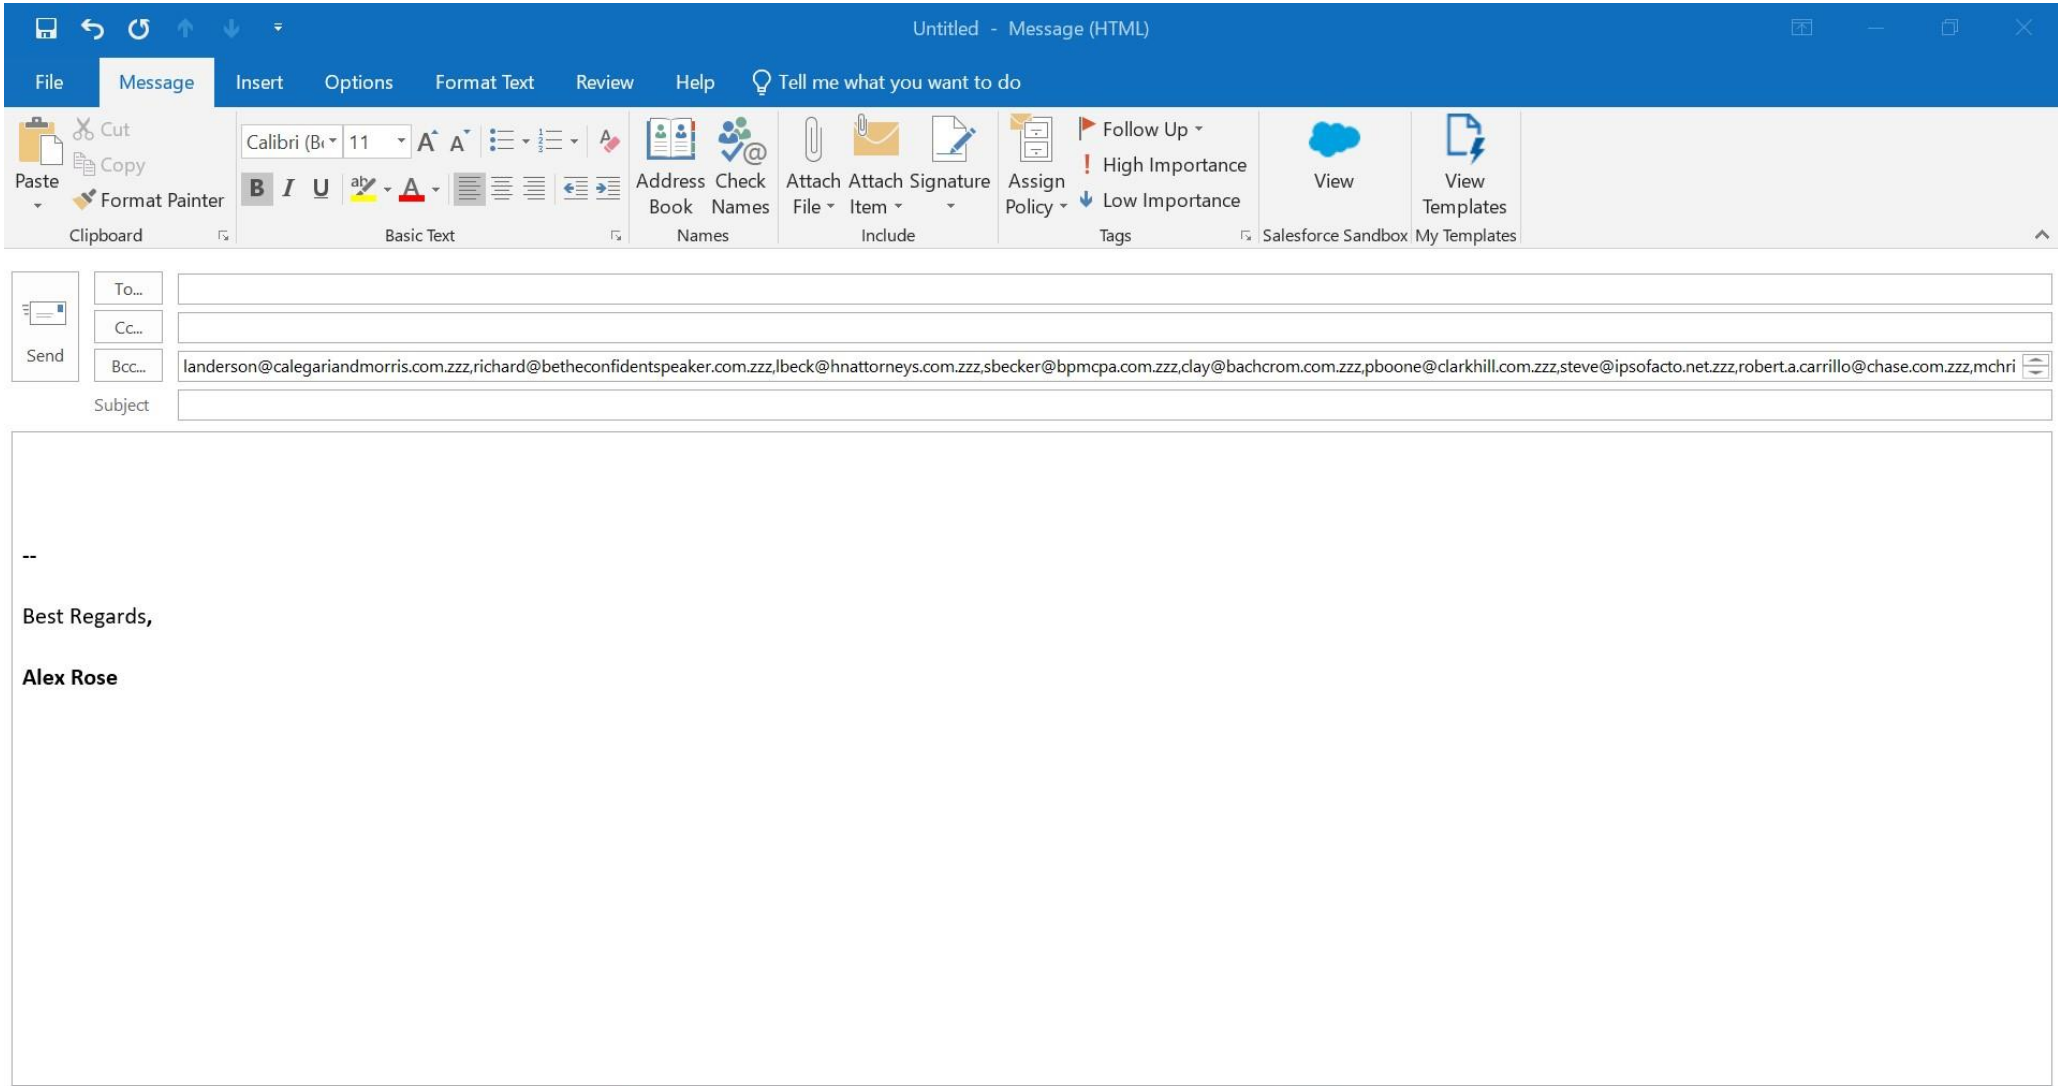 Untitled - Message (HTML)
File Message Insert Options Format Text Review Help Tell me what you want to do
Paste
Cut
Copy
Format Painter
Clipboard
Calibri (Bo 11
B I U
Basic Text
Address Book
Check Names
Names
Attach File
Attach Item
Signature
Include
Assign Policy
Follow Up
High Importance
Low Importance
Tags
View
Salesforce Sandbox
View Templates
My Templates
Send
To...
Cc...
Bcc... landerson@calegariandmorris.com.zzz,richard@betheconfidentspeaker.com.zzz,lbeck@hnattorneys.com.zzz,sbecker@bpmcpa.com.zzz,clay@bachcrom.com.zzz,pboone@clarkhill.com.zzz,steve@ipsofacto.net.zzz,robert.a.carrillo@chase.com.zzz,mchri
Subject
--
Best Regards,
Alex Rose